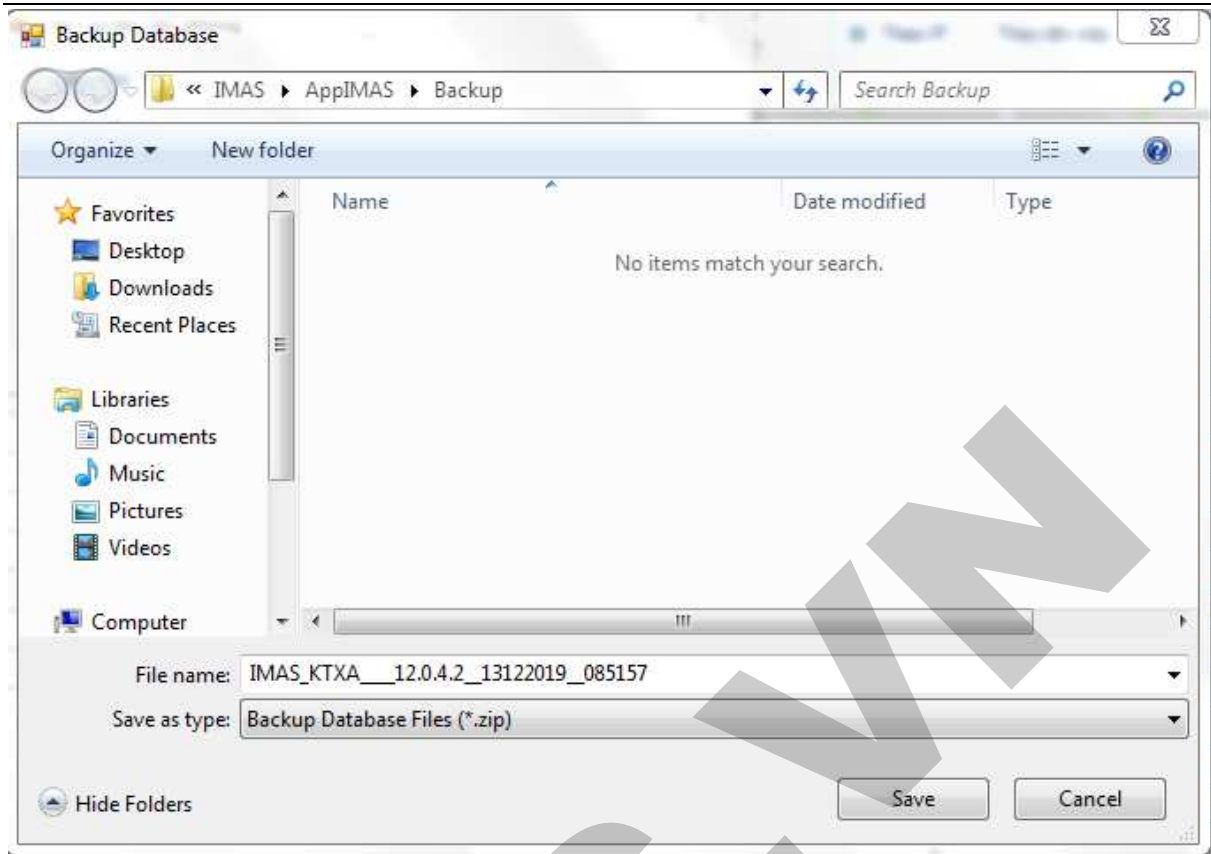 Backup Database
« IMAS ▸ AppIMAS ▸ Backup
Search Backup
Organize
New folder
Name
Date modified
Type
No items match your search.
Favorites
Desktop
Downloads
Recent Places
Libraries
Documents
Music
Pictures
Videos
Computer
File name: IMAS_KTXA___12.0.4.2__13122019__085157
Save as type: Backup Database Files (*.zip)
Hide Folders
Save
Cancel
VN